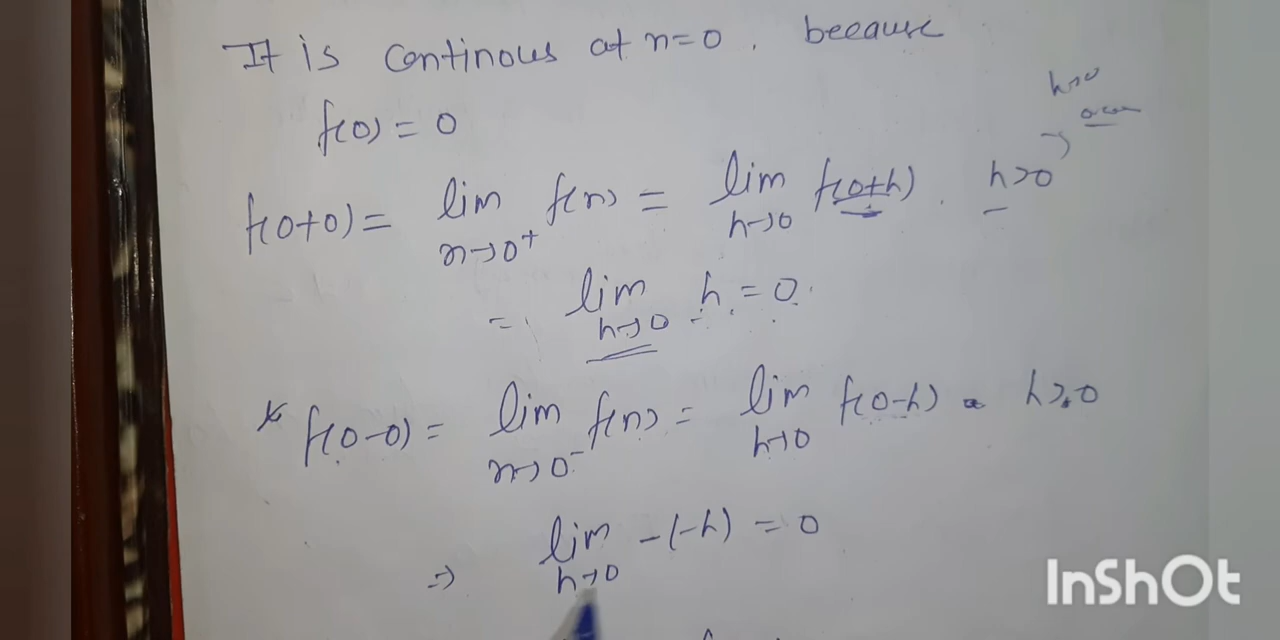 It is continous at n=0, because
f(0) = 0
h>0
f(0+0) = lim n→0+ f(n) = lim h→0 f(0+h). h>0
= lim h→0 h = 0.
f(0-0) = lim n→0- f(n) = lim h→0 f(0-h) h>0
=> lim h→0 -(-h) = 0
InShOt